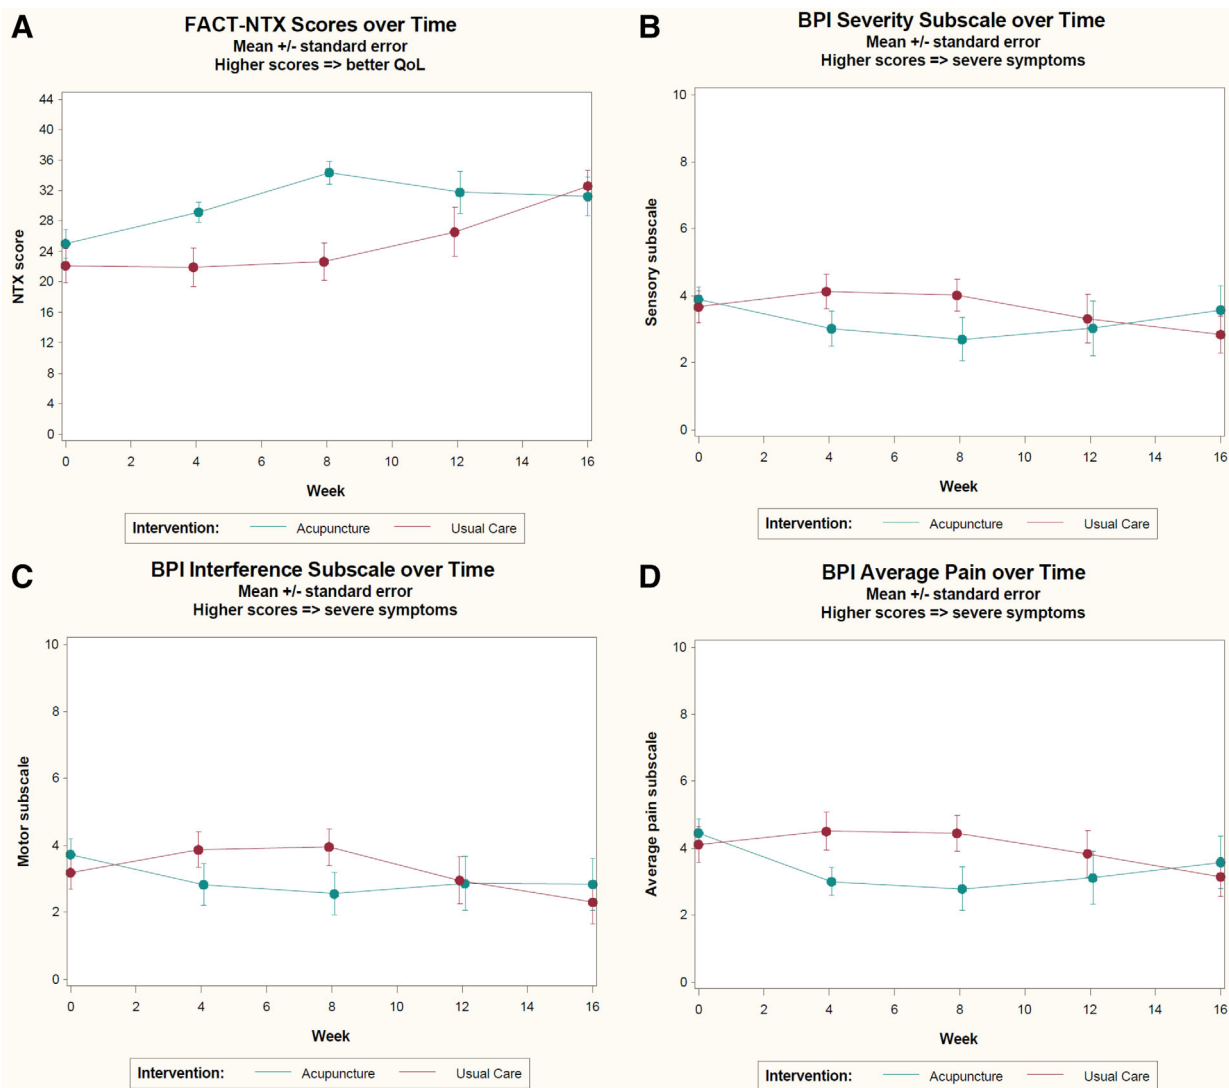 A
FACT-NTX Scores over Time
Mean +/- standard error
Higher scores => better QoL
44
40
36
32
28
24
20
16
12
8
4
0
NTX score
0 2 4 6 8 10 12 14 16
Week
Intervention: Acupuncture Usual Care
B
BPI Severity Subscale over Time
Mean +/- standard error
Higher scores => severe symptoms
10
8
6
4
2
0
Sensory subscale
0 2 4 6 8 10 12 14 16
Week
Intervention: Acupuncture Usual Care
C
BPI Interference Subscale over Time
Mean +/- standard error
Higher scores => severe symptoms
10
8
6
4
2
0
Motor subscale
0 2 4 6 8 10 12 14 16
Week
Intervention: Acupuncture Usual Care
D
BPI Average Pain over Time
Mean +/- standard error
Higher scores => severe symptoms
10
8
6
4
2
0
Average pain subscale
0 2 4 6 8 10 12 14 16
Week
Intervention: Acupuncture Usual Care